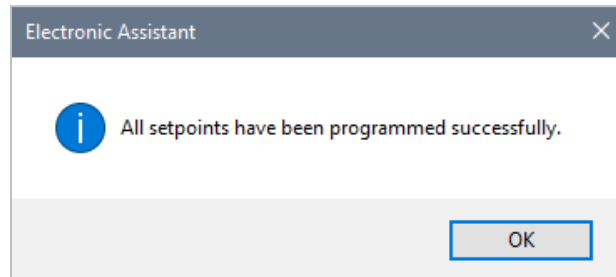 Electronic Assistant
All setpoints have been programmed successfully.
OK